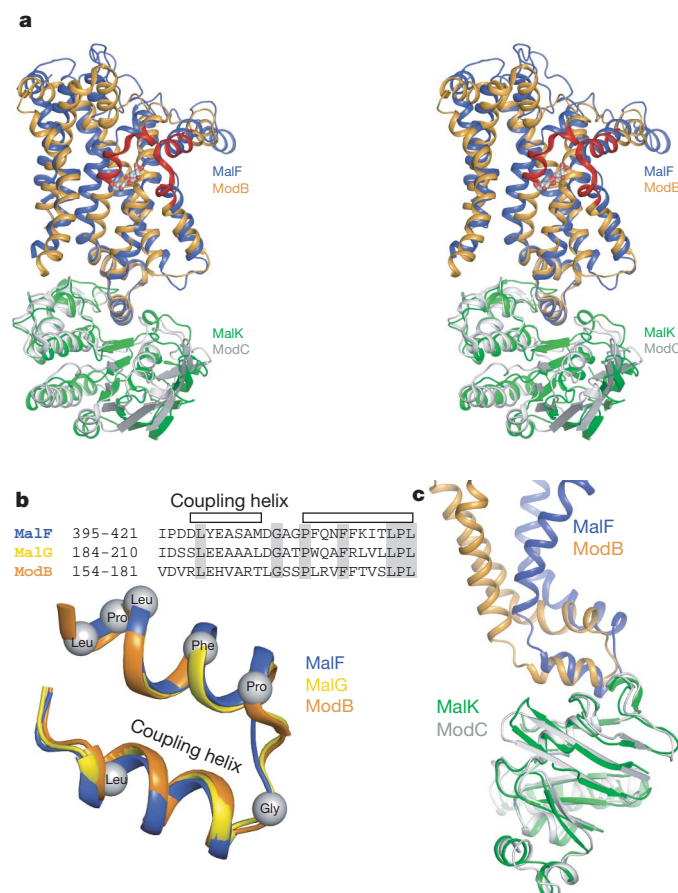 a
MalF
ModB
MalK
ModC
MalF
ModB
MalK
ModC
b
Coupling helix
MalF 395–421 IPDDLYEASAMDGAGPFQNFFKITLPL
MalG 184–210 IDSSLEEAAALDGATPWQAFRLVLLPL
ModB 154–181 VDVRLEHVARTLGSSPLRVFFTVSLPL
Leu
Pro
Leu
Phe
Pro
MalF
MalG
ModB
Coupling helix
Leu
Gly
c
MalF
ModB
MalK
ModC